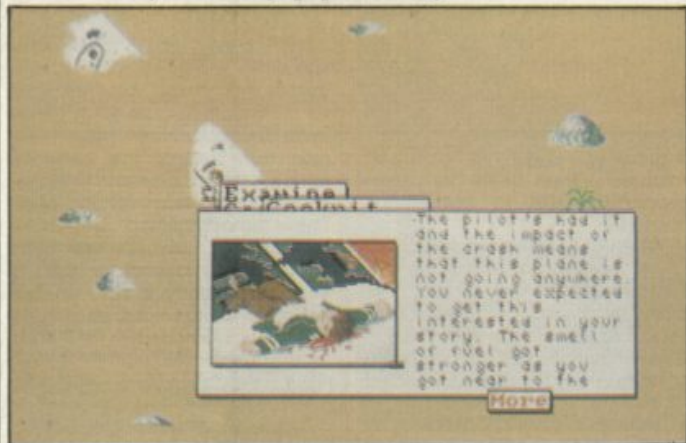 Examine
Cockpit
The pilot's had it
and the impact of
the crash means
that this plane is
not going anywhere.
You never expected
to get this
interested in your
story. The smell
of fuel got
stronger as you
got near to the
More